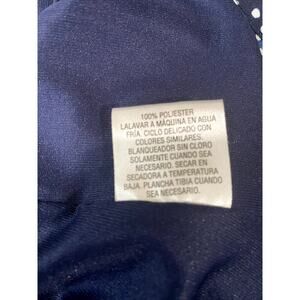 100% POLIESTER
LALAVAR A MÁQUINA EN AGUA
FRÍA, CICLO DELICADO CON
COLORES SIMILARES.
BLANQUEADOR SIN CLORO
SOLAMENTE CUANDO SEA
NECESARIO. SECAR EN
SECADORA A TEMPERATURA
BAJA. PLANCHA TIBIA CUANDO
SEA NECESARIO.